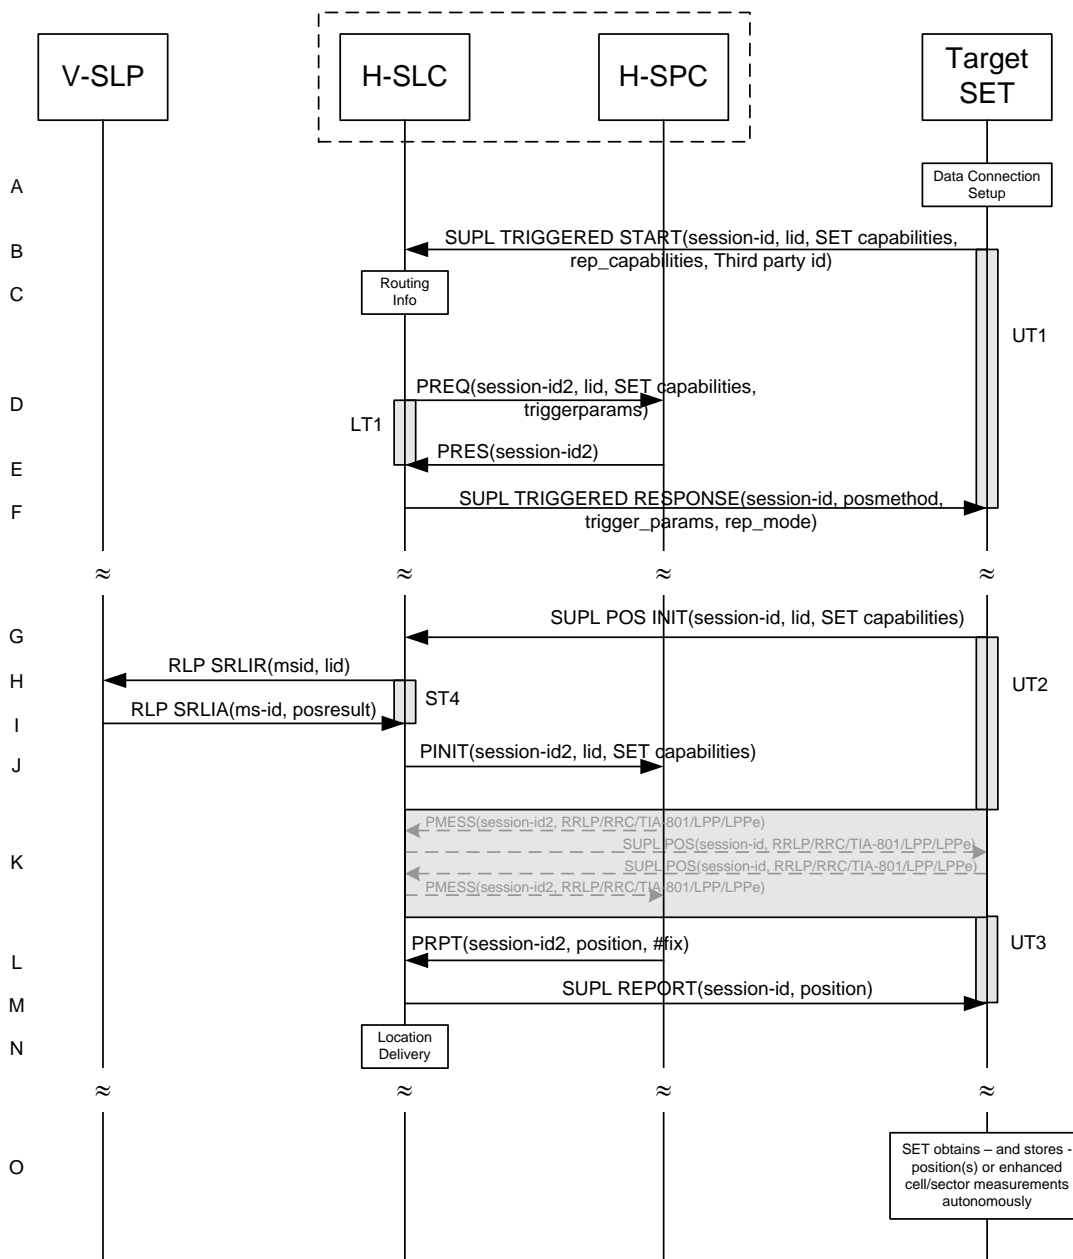 V-SLP
H-SLC
H-SPC
Target
SET
A
Data Connection
Setup
B
SUPL TRIGGERED START(session-id, lid, SET capabilities,
rep_capabilities, Third party id)
C
Routing
Info
UT1
D
PREQ(session-id2, lid, SET capabilities,
triggerparams)
LT1
E
PRES(session-id2)
F
SUPL TRIGGERED RESPONSE(session-id, posmethod,
trigger_params, rep_mode)
≈ ≈ ≈ ≈
G
SUPL POS INIT(session-id, lid, SET capabilities)
H
RLP SRLIR(msid, lid)
ST4
UT2
I
RLP SRLIA(ms-id, posresult)
J
PINIT(session-id2, lid, SET capabilities)
PMESS(session-id2, RRLP/RRC/TIA-801/LPP/LPPe)
SUPL POS(session-id, RRLP/RRC/TIA-801/LPP/LPPe)
K
SUPL POS(session-id, RRLP/RRC/TIA-801/LPP/LPPe)
PMESS(session-id2, RRLP/RRC/TIA-801/LPP/LPPe)
L
PRPT(session-id2, position, #fix)
UT3
M
SUPL REPORT(session-id, position)
N
Location
Delivery
≈ ≈ ≈ ≈
O
SET obtains – and stores -
position(s) or enhanced
cell/sector measurements
autonomously